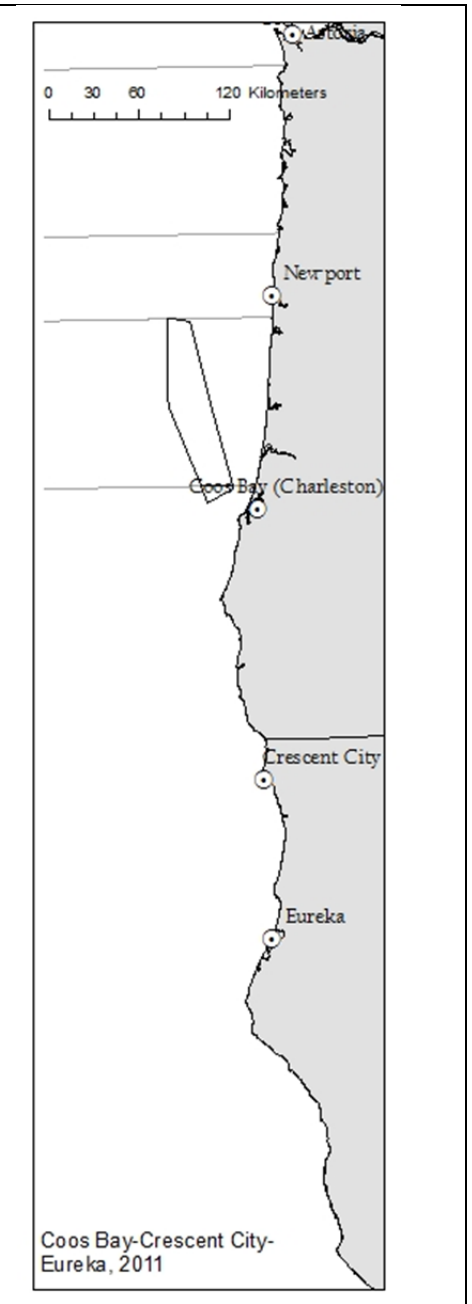 Astoria
0 30 60 120 Kilometers
Newport
Coos Bay (Charleston)
Crescent City
Eureka
Coos Bay-Crescent City-
Eureka, 2011